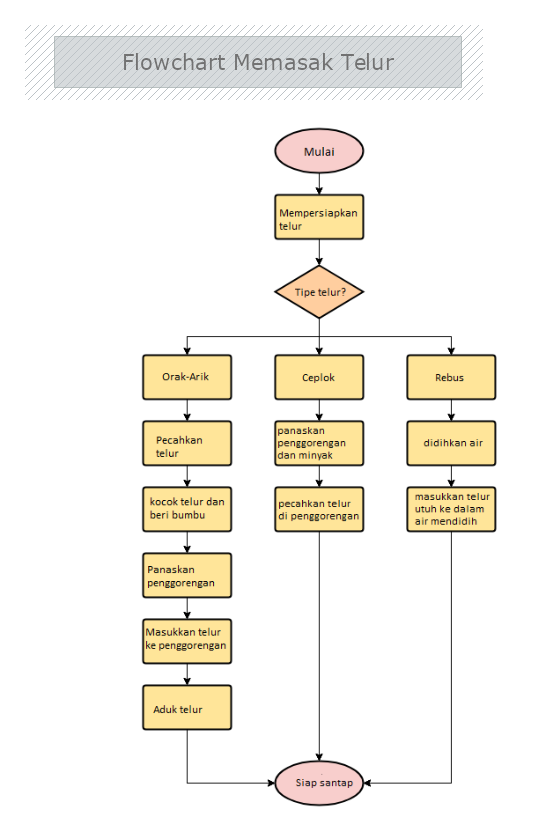 Flowchart Memasak Telur
Mulai
Mempersiapkan
telur
Tipe telur?
Orak-Arik
Ceplok
Rebus
Pecahkan
telur
panaskan
penggorengan
dan minyak
didihkan air
kocok telur dan
beri bumbu
pecahkan telur
di penggorengan
masukkan telur
utuh ke dalam
air mendidih
Panaskan
penggorengan
Masukkan telur
ke penggorengan
Aduk telur
Siap santap